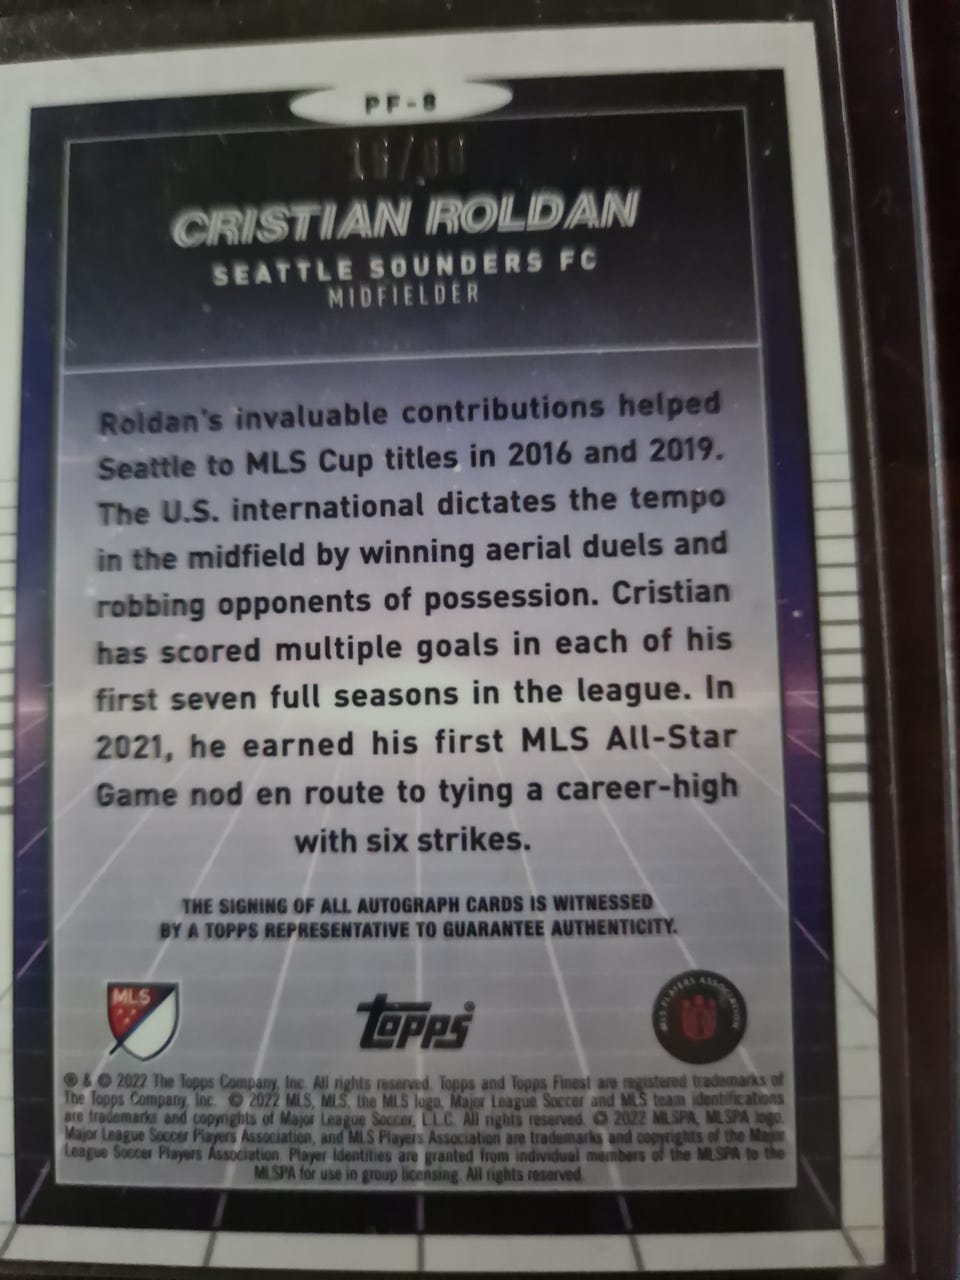 PF-8
CRISTIAN ROLDAN
SEATTLE SOUNDERS FC
MIDFIELDER
Roldan's invaluable contributions helped
Seattle to MLS Cup titles in 2016 and 2019.
The U.S. international dictates the tempo
in the midfield by winning aerial duels and
robbing opponents of possession. Cristian
has scored multiple goals in each of his
first seven full seasons in the league. In
2021, he earned his first MLS All-Star
Game nod en route to tying a career-high
with six strikes.
THE SIGNING OF ALL AUTOGRAPH CARDS IS WITNESSED
BY A TOPPS REPRESENTATIVE TO GUARANTEE AUTHENTICITY.
MLS
topps®
MLS PLAYERS ASSOCIATION
® & © 2022 The Topps Company, Inc. All rights reserved. Topps and Topps Finest are registered trademarks of
The Topps Company, Inc. © 2022 MLS, MLS, the MLS logo, Major League Soccer and MLS team identifications
are trademarks and copyrights of Major League Soccer, L.L.C. All rights reserved. © 2022 MLSPA, MLSPA logo,
Major League Soccer Players Association, and MLS Players Association are trademarks and copyrights of the Major
League Soccer Players Association. Player Identities are granted from individual members of the MLSPA to the
MLSPA for use in group licensing. All rights reserved.